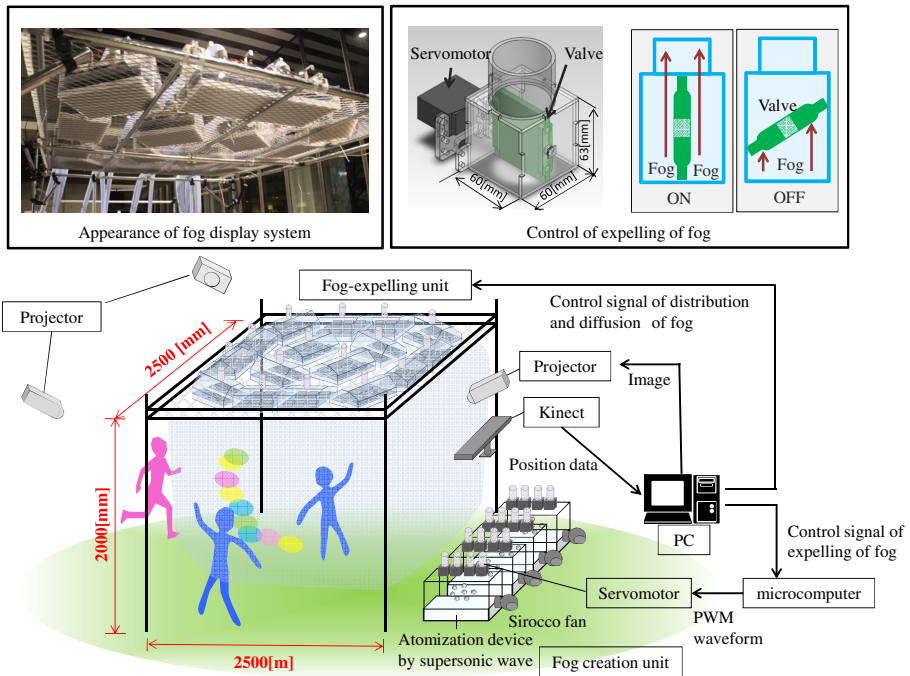 Appearance of fog display system
Servomotor
Valve
63[mm]
60[mm]
60[mm]
Fog
Fog
ON
Valve
Fog
OFF
Control of expelling of fog
Projector
Fog-expelling unit
Control signal of distribution
and diffusion of fog
2500 [mm]
Projector
Image
Kinect
Position data
2000[mm]
PC
Control signal of
expelling of fog
Servomotor
microcomputer
Sirocco fan
PWM
waveform
Atomization device
by supersonic wave
2500[m]
Fog creation unit